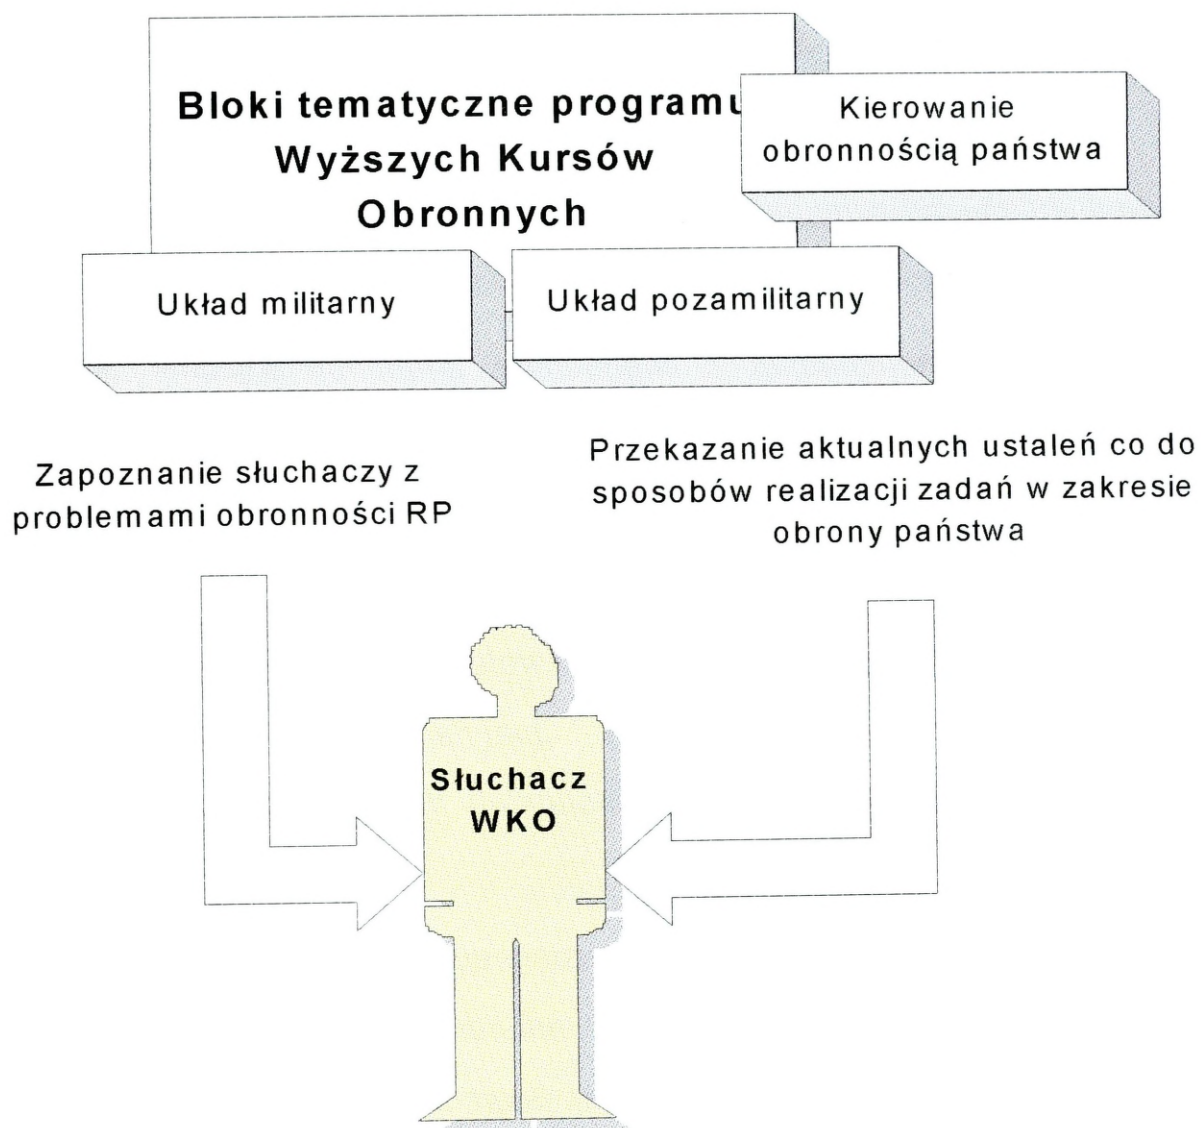 Bloki tematyczne programu
Wyższych Kursów
Obronnych
Kierowanie
obronnością państwa
Układ militarny
Układ pozamilitarny
Zapoznanie słuchaczy z
problemami obronności RP
Przekazanie aktualnych ustaleń co do
sposobów realizacji zadań w zakresie
obrony państwa
Słuchacz
WKO